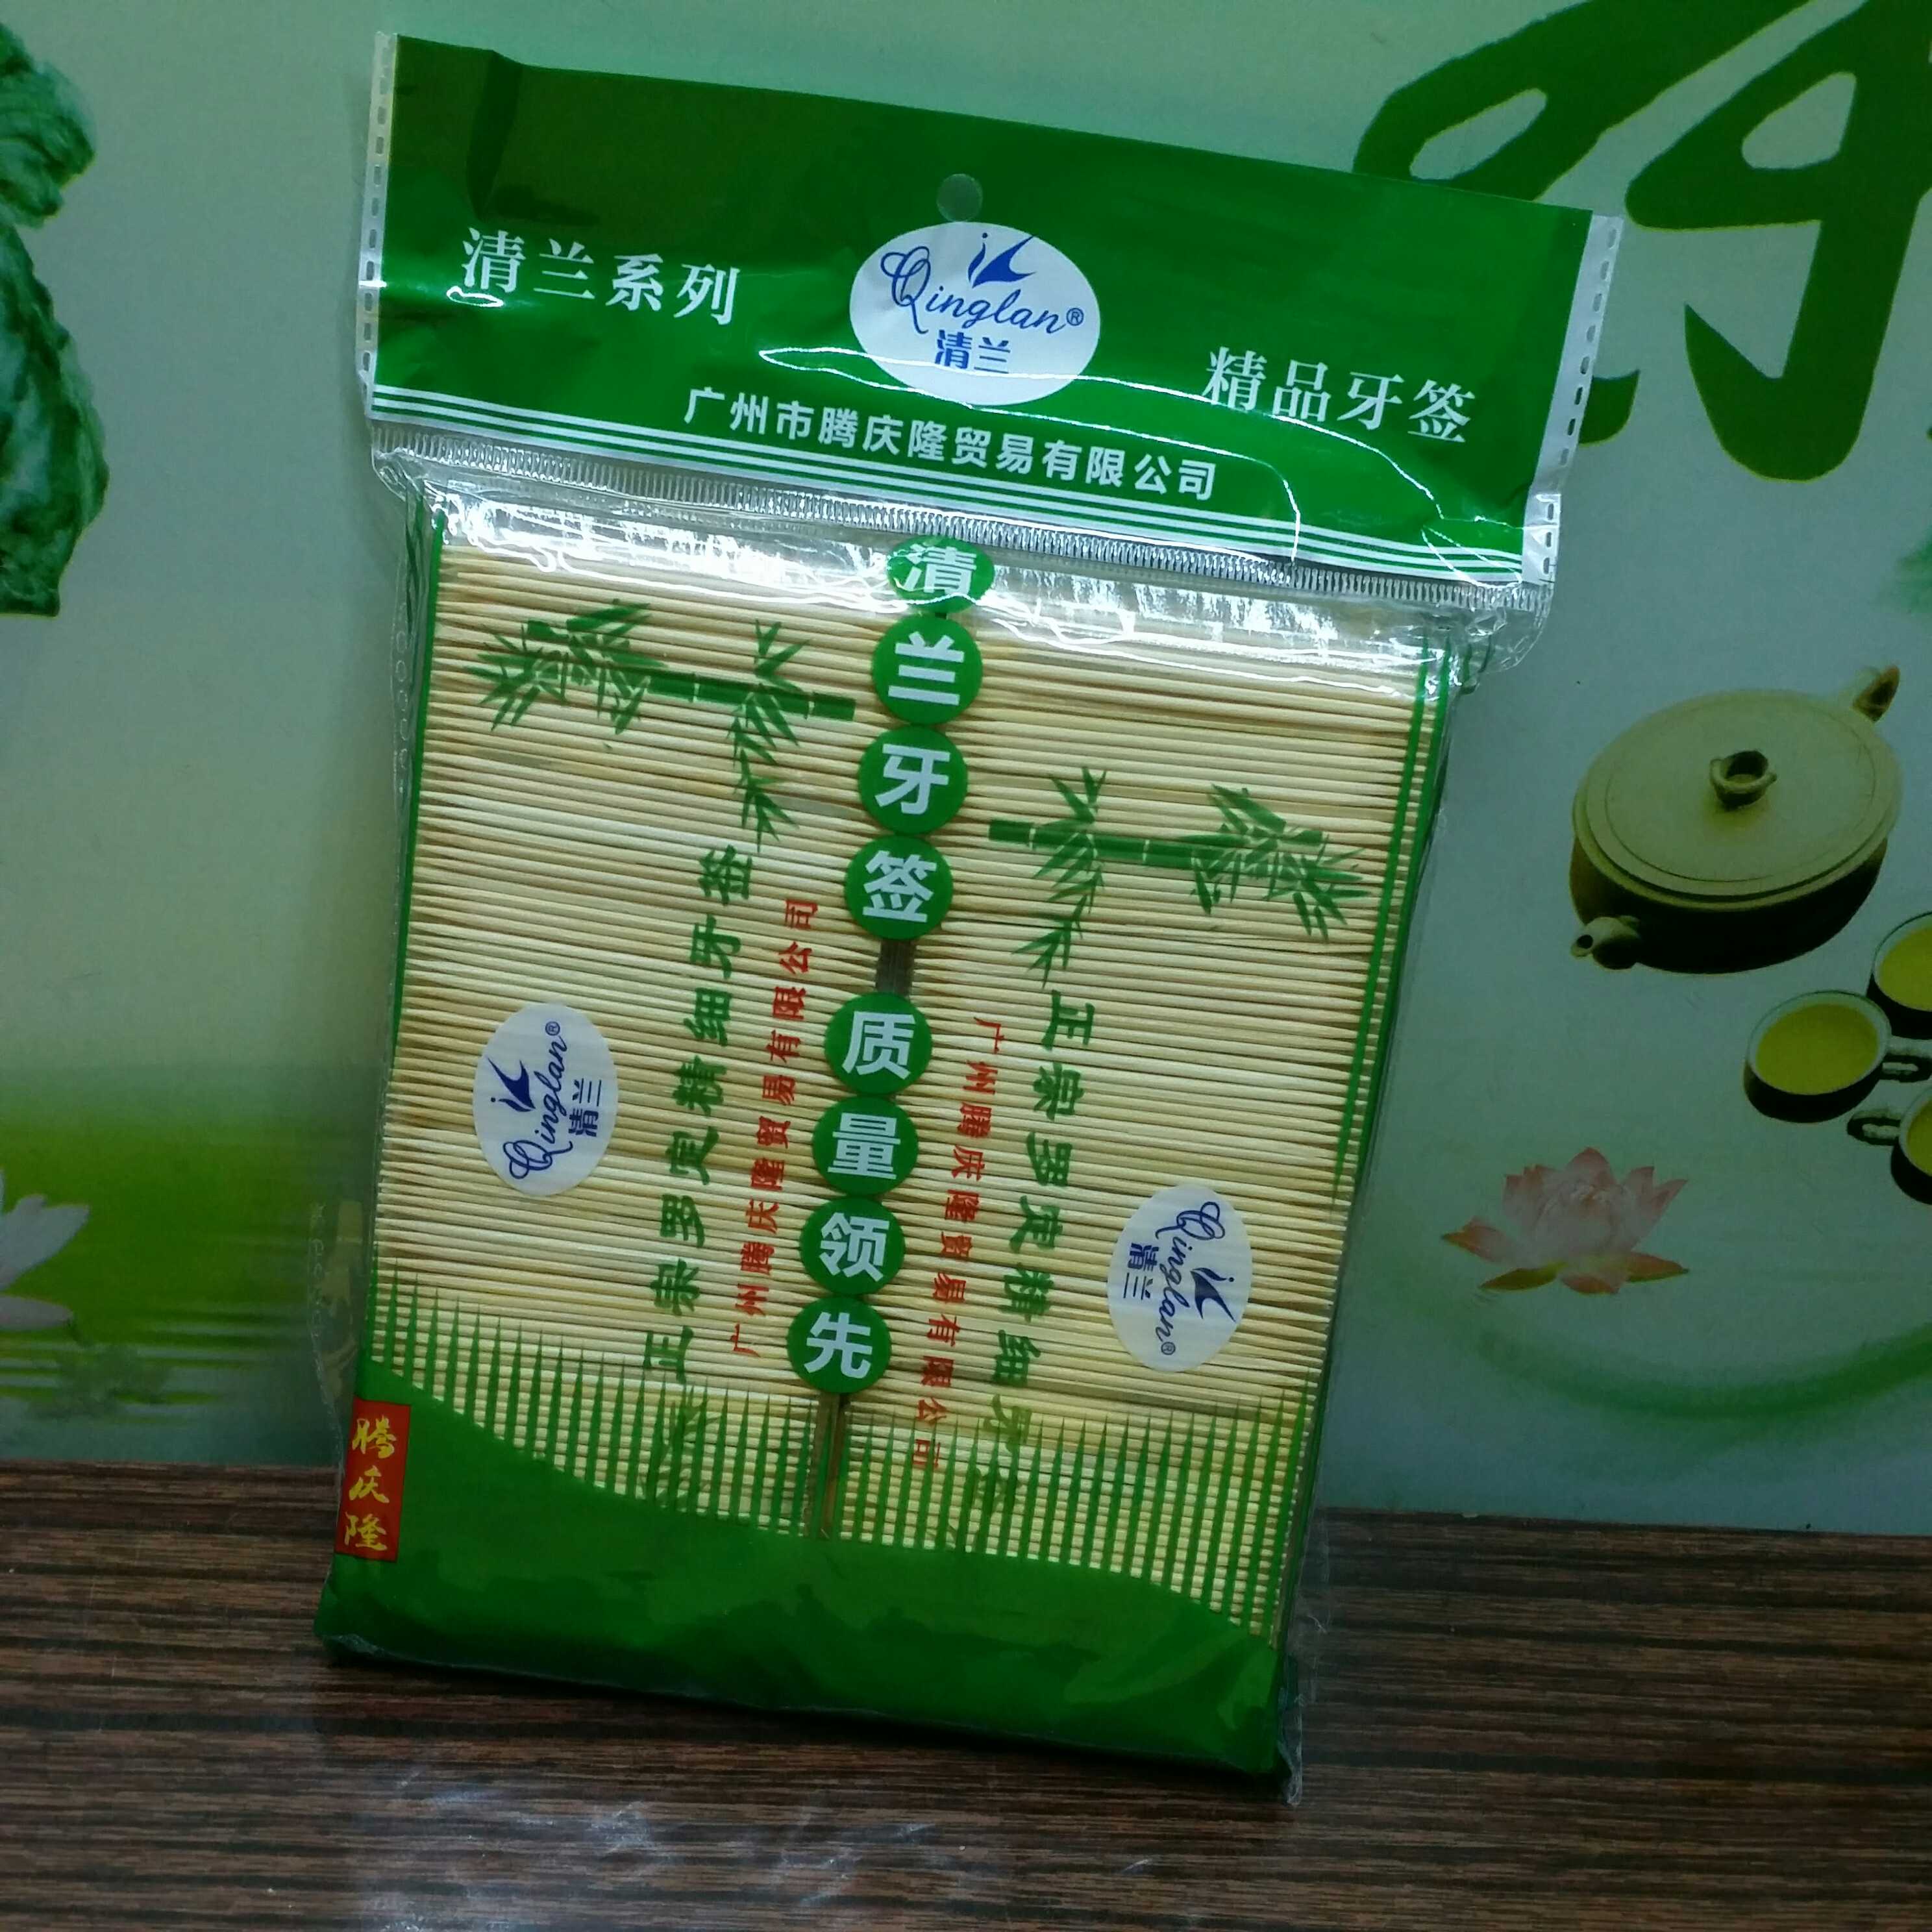 清兰系列
Qinglan®
清兰
精品牙签
广州市腾庆隆贸易有限公司
清兰牙签
质量领先
正宗罗定精细牙签
广州腾庆隆贸易有限公司
Qinglan®
清兰
正宗罗定精细牙
广州腾庆隆贸易有限公司
Qinglan®
清兰
腾庆隆